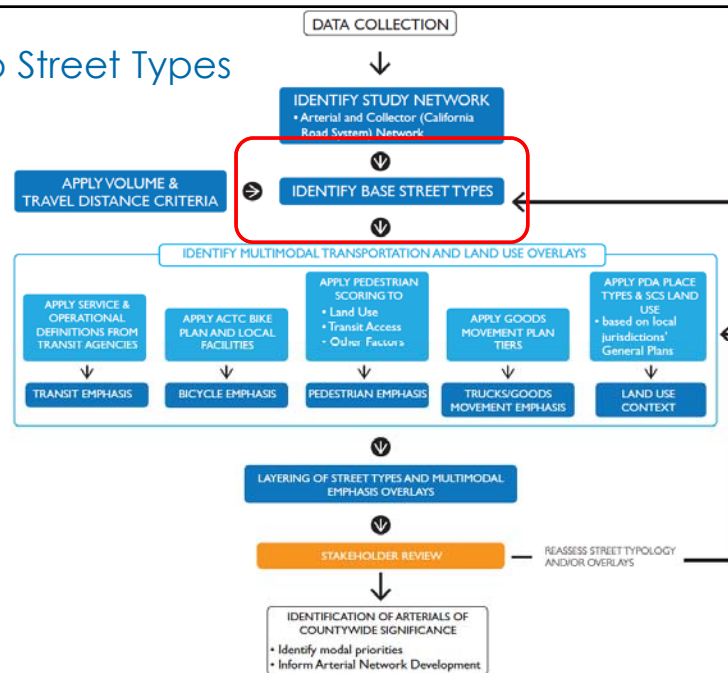 DATA COLLECTION
Street Types
IDENTIFY STUDY NETWORK
• Arterial and Collector (California
Road System) Network
APPLY VOLUME &
TRAVEL DISTANCE CRITERIA
IDENTIFY BASE STREET TYPES
IDENTIFY MULTIMODAL TRANSPORTATION AND LAND USE OVERLAYS
APPLY SERVICE &
OPERATIONAL
DEFINITIONS FROM
TRANSIT AGENCIES
APPLY ACTC BIKE
PLAN AND LOCAL
FACILITIES
APPLY PEDESTRIAN
SCORING TO
• Land Use
• Transit Access
• Other Factors
APPLY GOODS
MOVEMENT PLAN
TIERS
APPLY PDA PLACE
TYPES & SCS LAND
USE
• based on local
jurisdictions'
General Plans
TRANSIT EMPHASIS
BICYCLE EMPHASIS
PEDESTRIAN EMPHASIS
TRUCKS/GOODS
MOVEMENT EMPHASIS
LAND USE
CONTEXT
LAYERING OF STREET TYPES AND MULTIMODAL
EMPHASIS OVERLAYS
STAKEHOLDER REVIEW
REASSESS STREET TYPOLOGY
AND/OR OVERLAYS
IDENTIFICATION OF ARTERIALS OF
COUNTYWIDE SIGNIFICANCE
• Identify modal priorities
• Inform Arterial Network Development